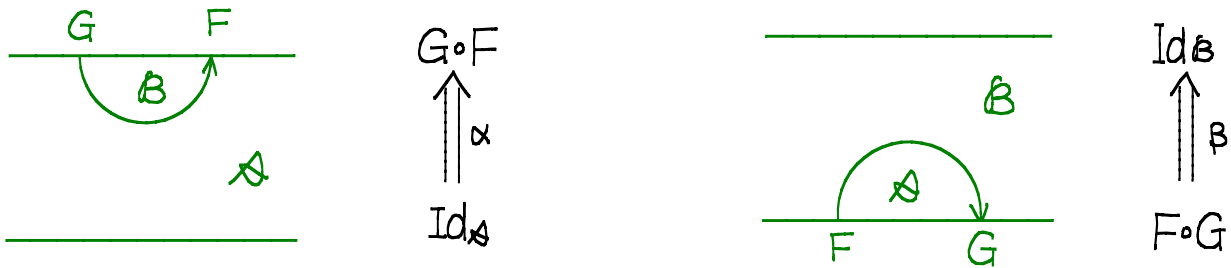 G F
𝔹
𝔸
G∘F
α
Id𝔸
𝔹
𝔸
F G
Id𝔹
β
F∘G